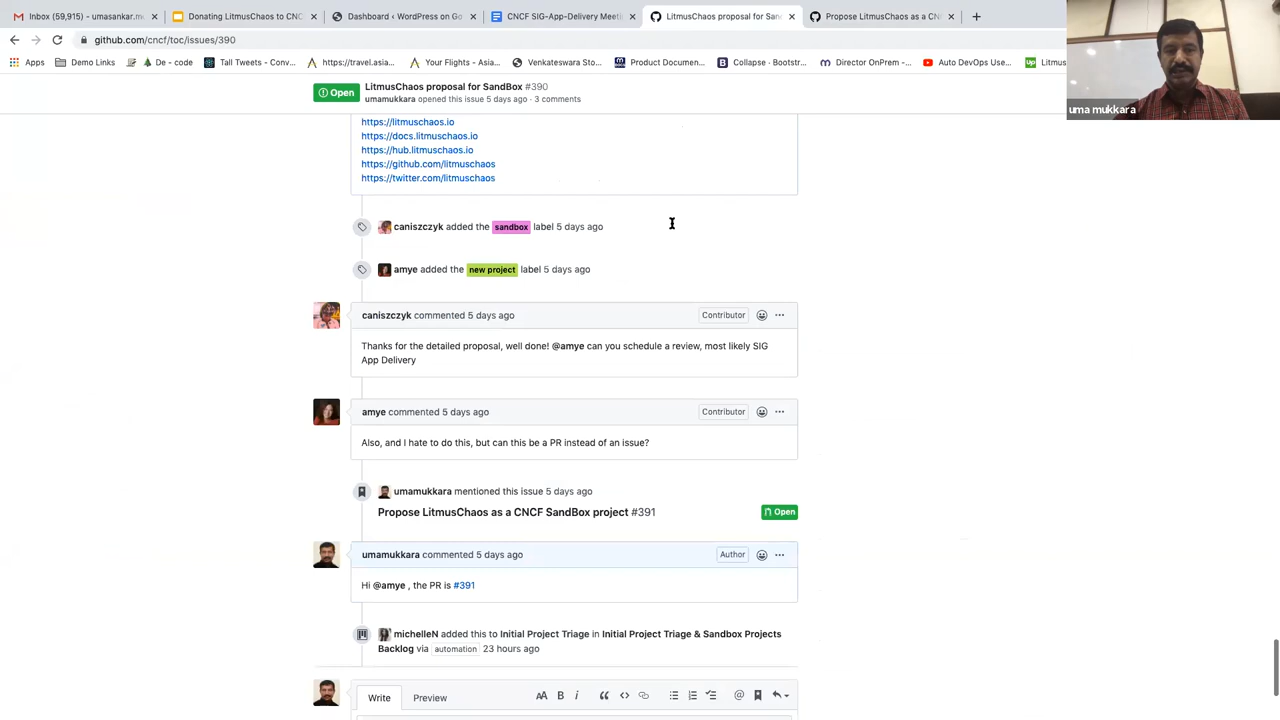 Inbox (59,915) - umasankar.m
Donating LitmusChaos to CNC
Dashboard ‹ WordPress on Go
CNCF SIG-App-Delivery Meeti
LitmusChaos proposal for San
Propose LitmusChaos as a CN
github.com/cncf/toc/issues/390
Apps
Demo Links
De - code
Tall Tweets - Conv...
https://travel.asia...
Your Flights - Asia...
Venkateswara Sto...
Product Documen...
Collapse · Bootstr...
Director OnPrem -...
Auto DevOps Use...
Litmus
uma mukkara
Open
LitmusChaos proposal for SandBox #390
umamukkara opened this issue 5 days ago · 3 comments
https://litmuschaos.io
https://docs.litmuschaos.io
https://hub.litmuschaos.io
https://github.com/litmuschaos
https://twitter.com/litmuschaos
caniszczyk added the sandbox label 5 days ago
amye added the new project label 5 days ago
caniszczyk commented 5 days ago
Contributor
Thanks for the detailed proposal, well done! @amye can you schedule a review, most likely SIG
App Delivery
amye commented 5 days ago
Contributor
Also, and I hate to do this, but can this be a PR instead of an issue?
umamukkara mentioned this issue 5 days ago
Propose LitmusChaos as a CNCF SandBox project #391
Open
umamukkara commented 5 days ago
Author
Hi @amye , the PR is #391
michelleN added this to Initial Project Triage in Initial Project Triage & Sandbox Projects
Backlog via automation 23 hours ago
Write
Preview